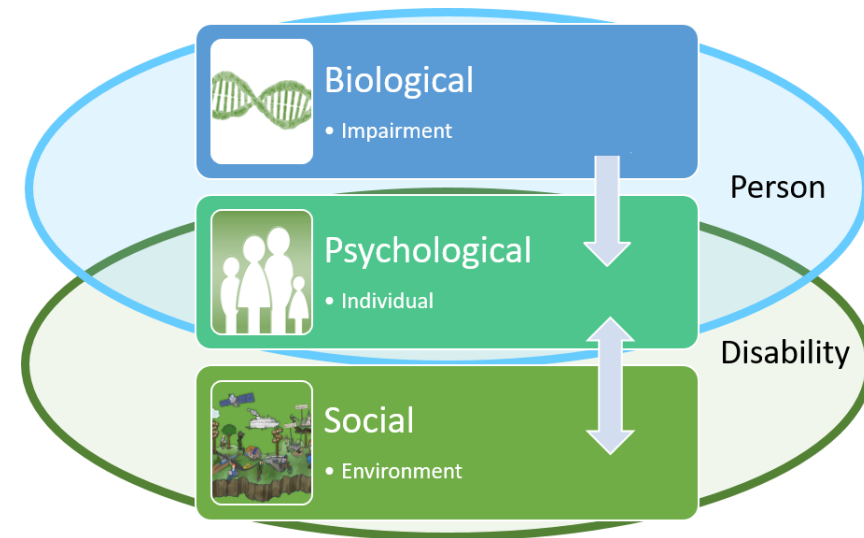 Biological
• Impairment
Person
Psychological
• Individual
Disability
Social
• Environment